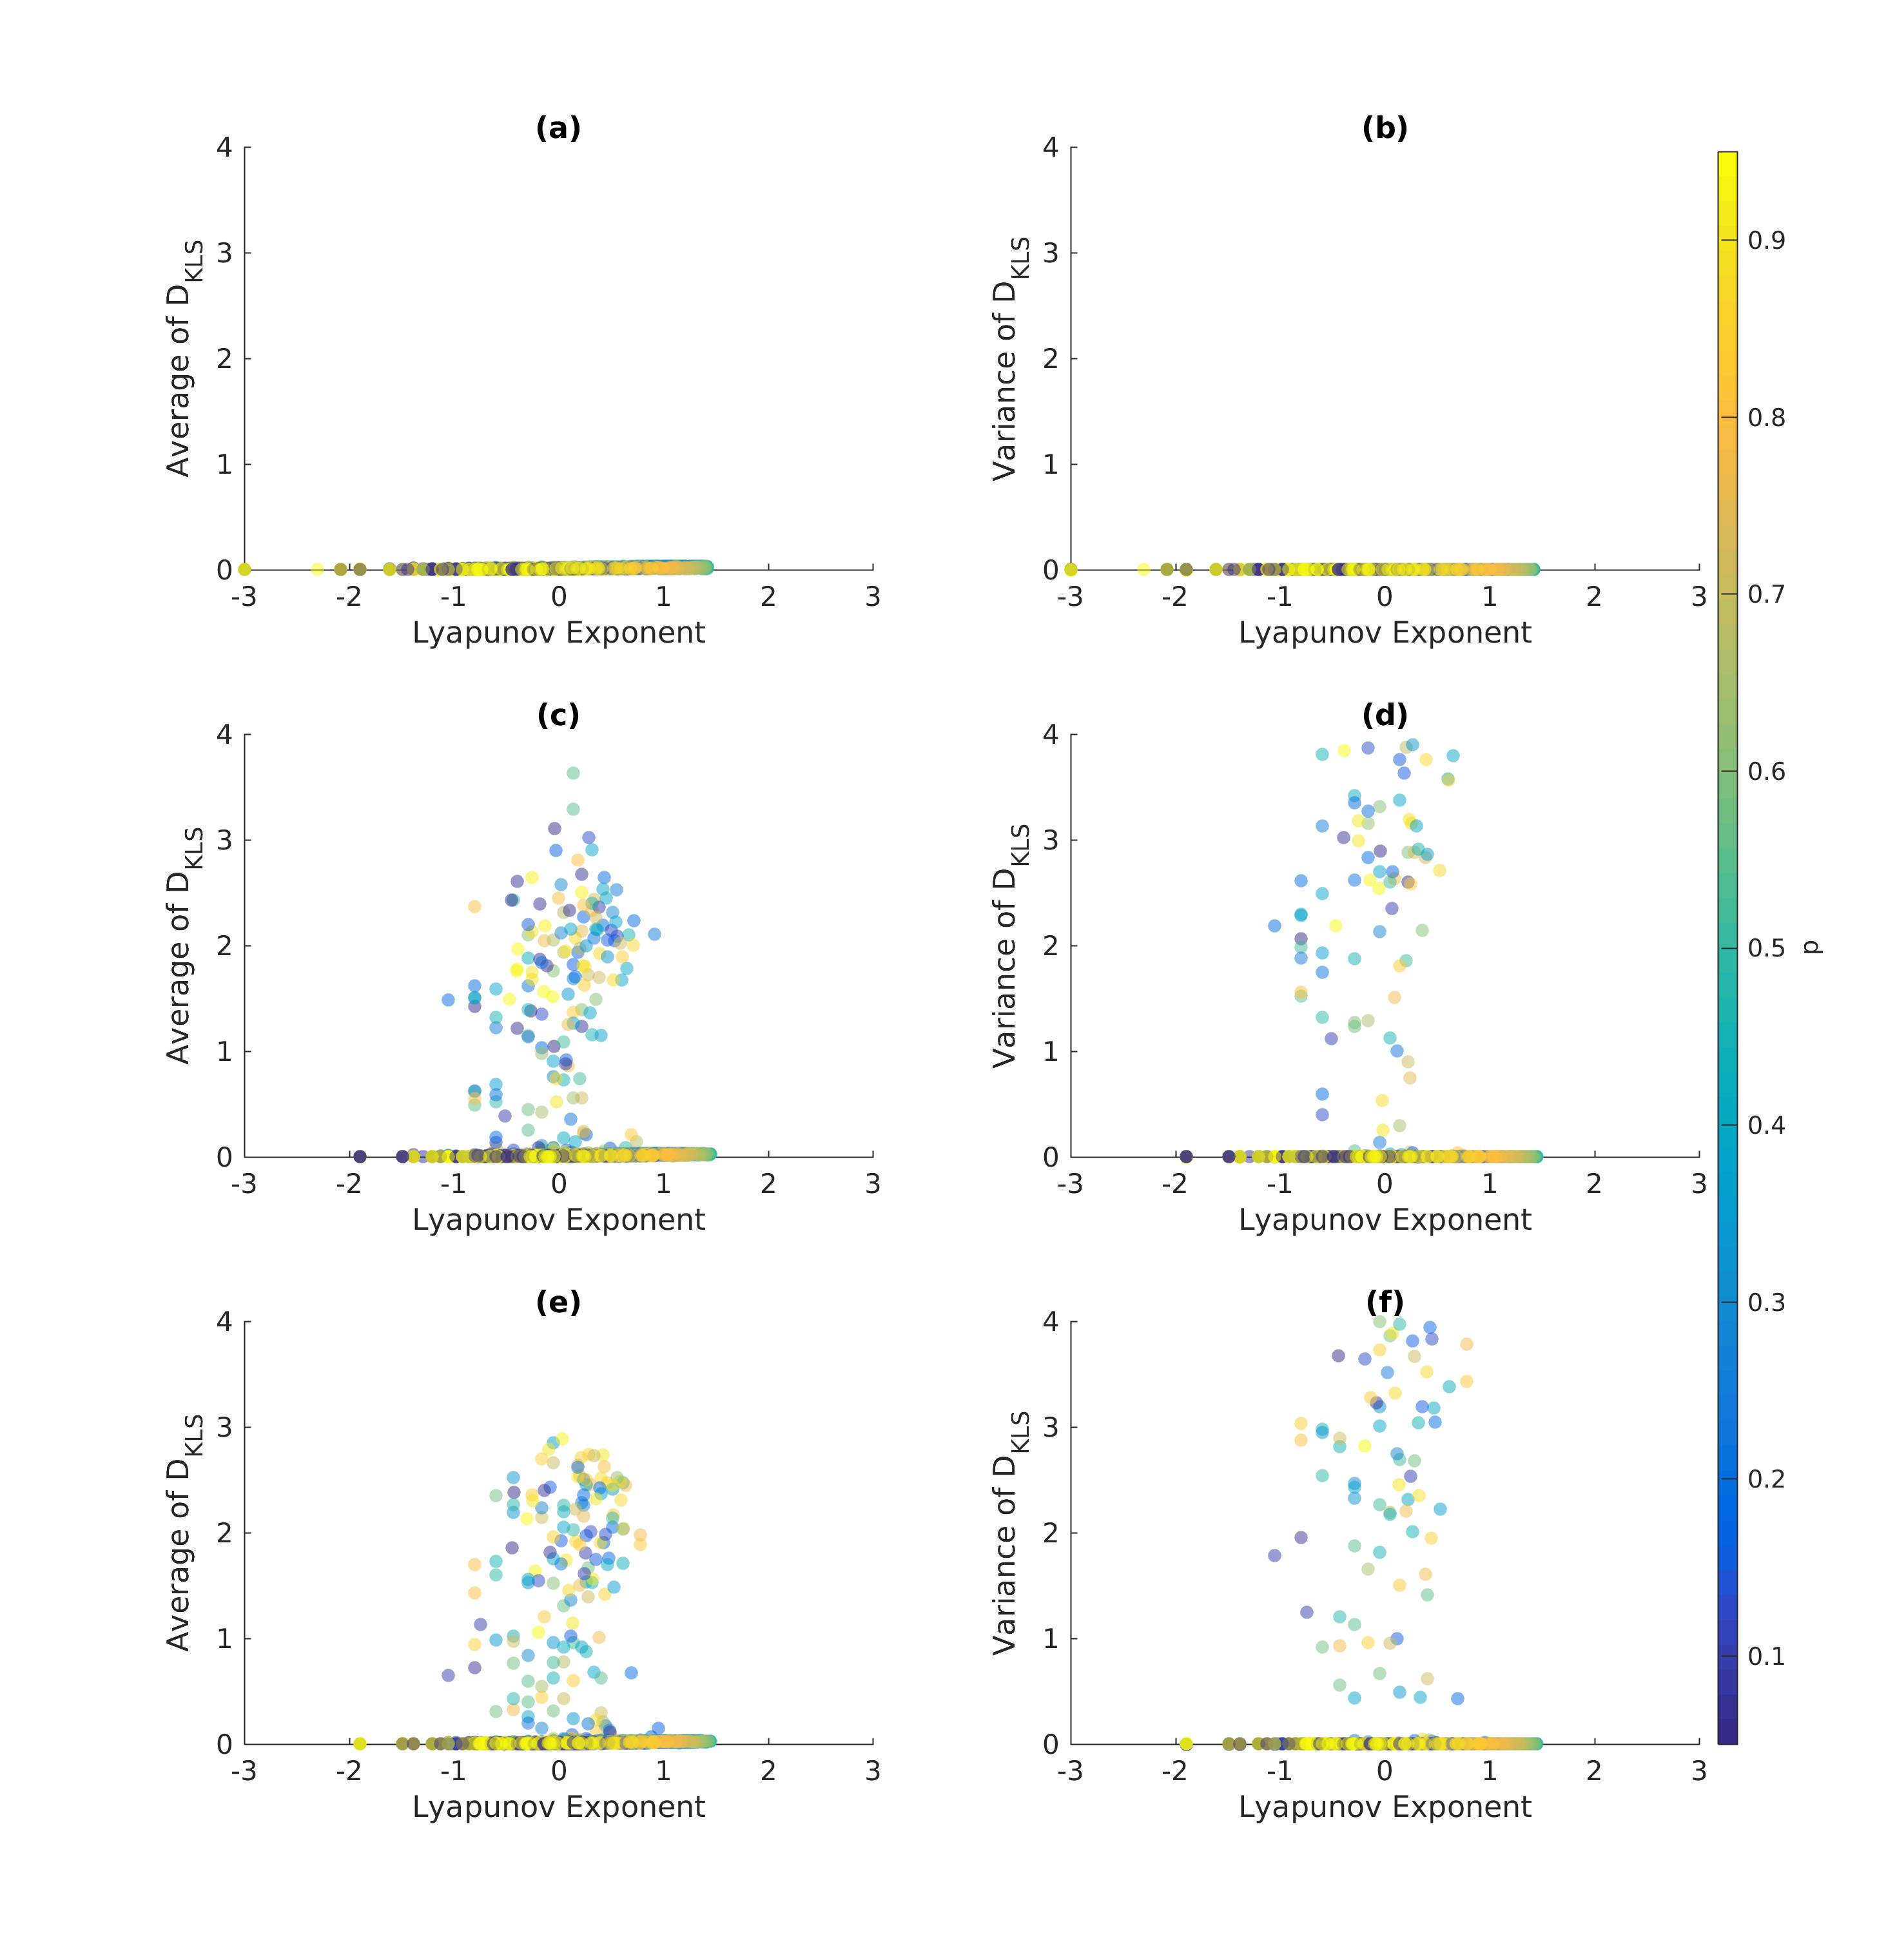 (a)
4
3
2
1
0
Average of D_KLS
-3 -2 -1 0 1 2 3
Lyapunov Exponent
(b)
4
3
2
1
0
Variance of D_KLS
-3 -2 -1 0 1 2 3
Lyapunov Exponent
(c)
4
3
2
1
0
Average of D_KLS
-3 -2 -1 0 1 2 3
Lyapunov Exponent
(d)
4
3
2
1
0
Variance of D_KLS
-3 -2 -1 0 1 2 3
Lyapunov Exponent
(e)
4
3
2
1
0
Average of D_KLS
-3 -2 -1 0 1 2 3
Lyapunov Exponent
(f)
4
3
2
1
0
Variance of D_KLS
-3 -2 -1 0 1 2 3
Lyapunov Exponent
0.9
0.8
0.7
0.6
0.5
0.4
0.3
0.2
0.1
p